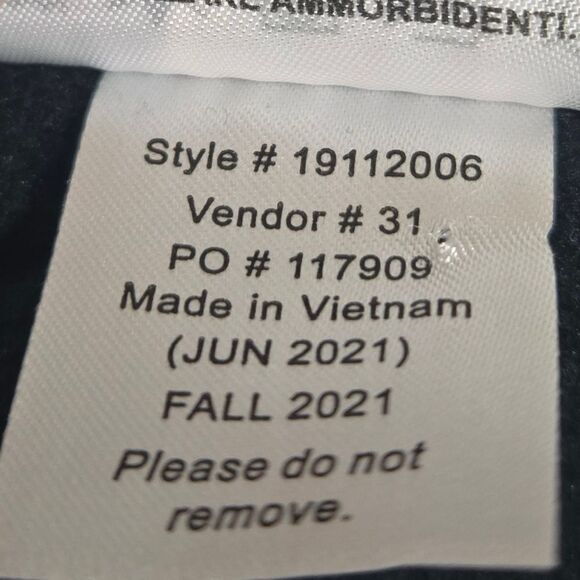 AMMORBIDENTI.
Style # 19112006
Vendor # 31
PO # 117909
Made in Vietnam
(JUN 2021)
FALL 2021
Please do not
remove.